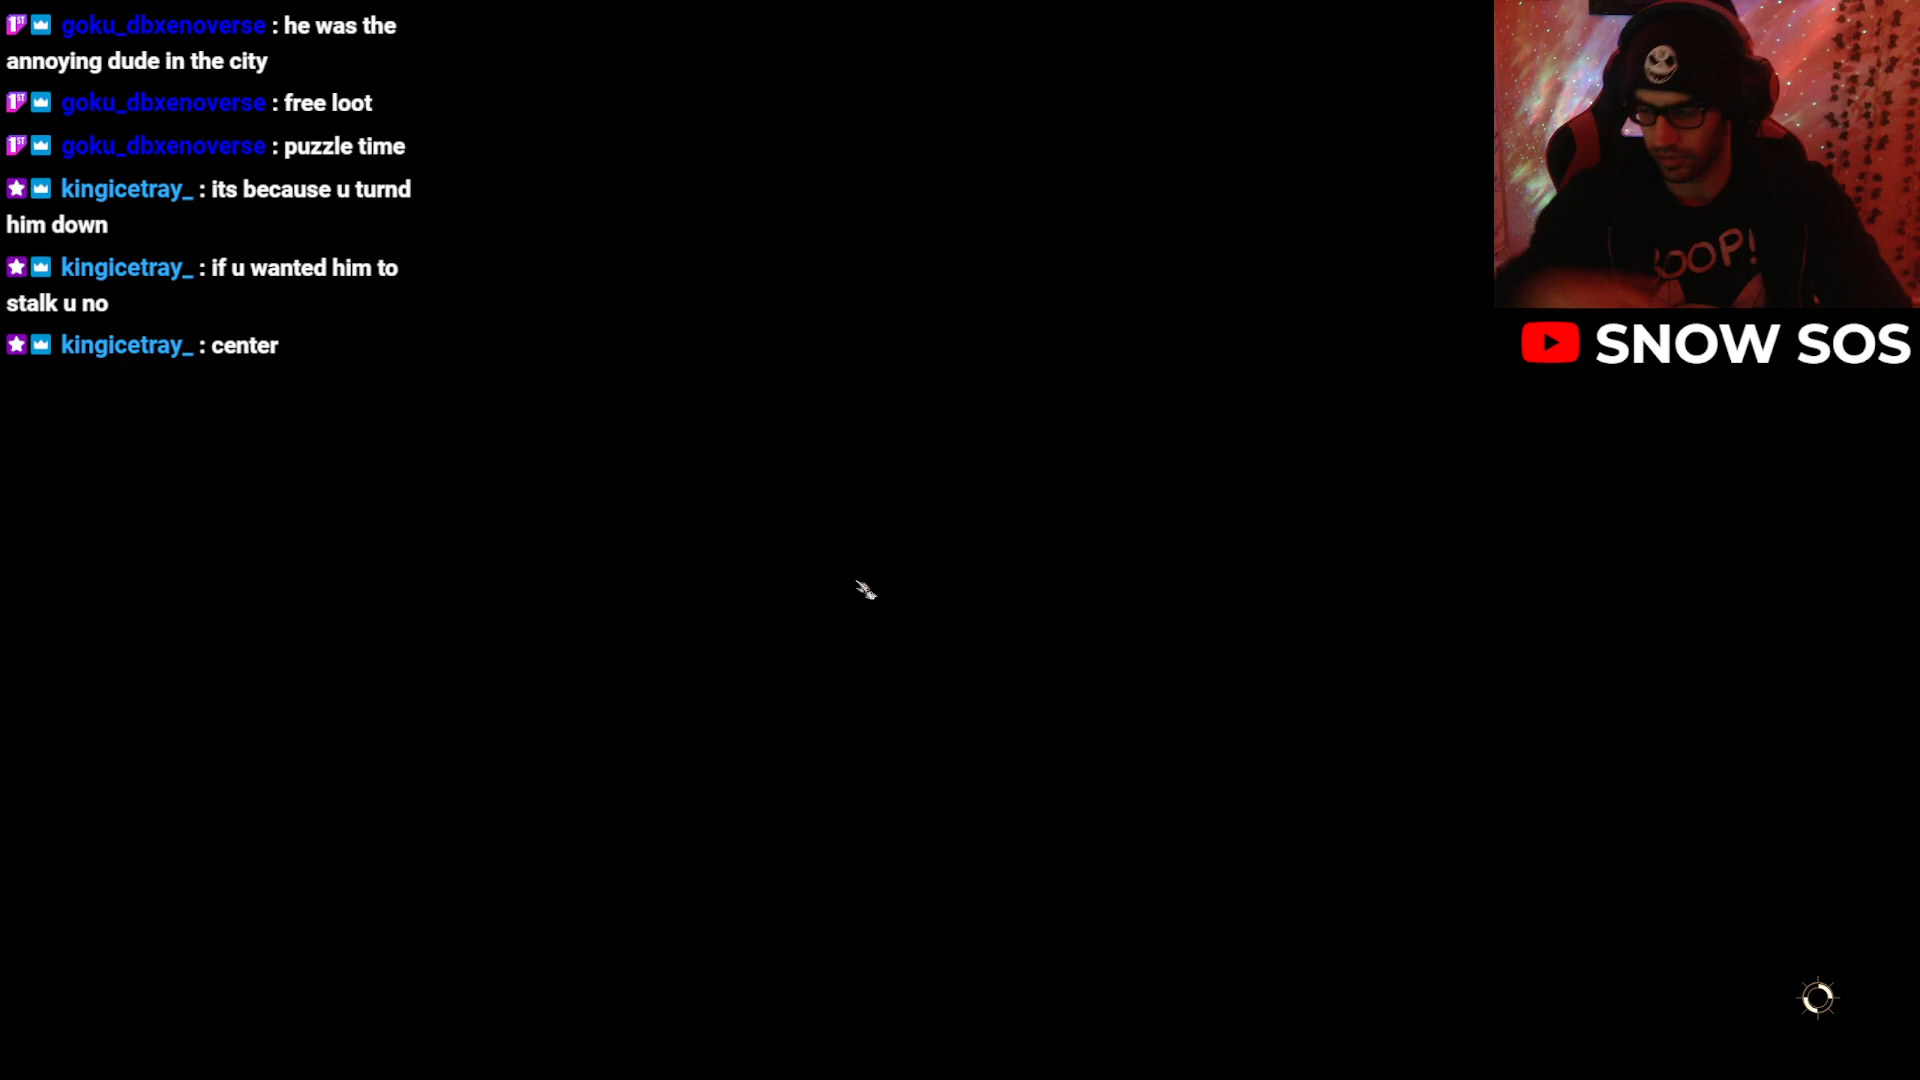 goku_dbxenoverse : he was the
annoying dude in the city
goku_dbxenoverse : free loot
goku_dbxenoverse : puzzle time
kingicetray_ : its because u turnd
him down
kingicetray_ : if u wanted him to
stalk u no
kingicetray_ : center
OOP!
SNOW SOS